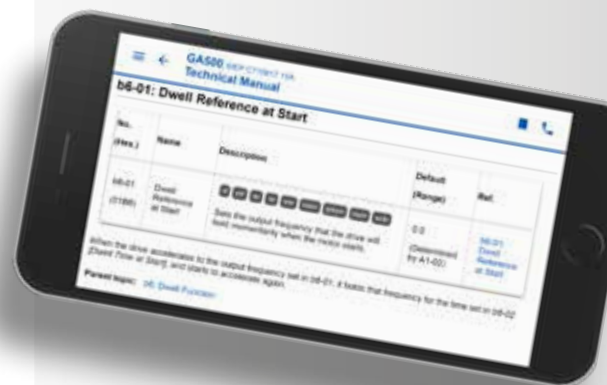 GA500
Technical Manual
b6-01: Dwell Reference at Start
No.
(Hex.)
Name
Description
Default
(Range)
Ref.
b6-01
Dwell
Reference
at Start
Sets the output frequency that the drive will
hold momentarily when the motor starts.
0.0
(Determined
by A1-02)
b6-01
Dwell
Reference
at Start
When the drive accelerates to the output frequency set in b6-01, it holds that frequency for the time set in b6-02
[Dwell Time at Start], and starts to accelerate again.
Parent topic: b6: Dwell Function